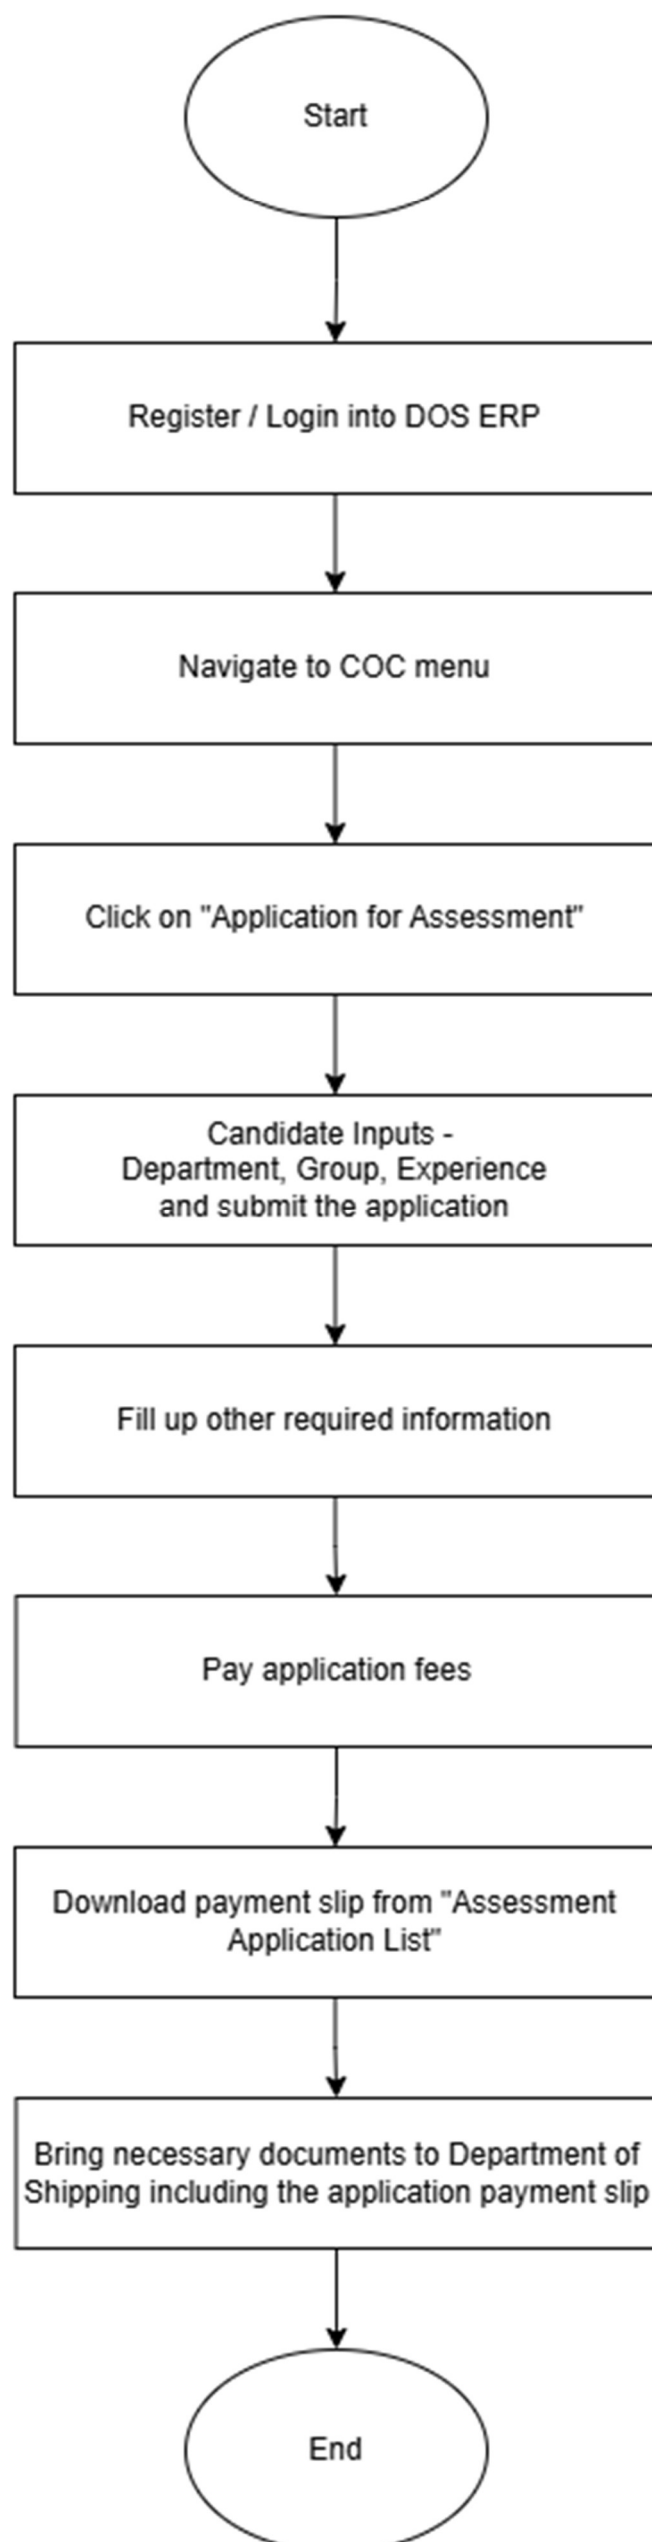 Start
Register / Login into DOS ERP
Navigate to COC menu
Click on "Application for Assessment"
Candidate Inputs -
Department, Group, Experience
and submit the application
Fill up other required information
Pay application fees
Download payment slip from "Assessment
Application List"
Bring necessary documents to Department of
Shipping including the application payment slip
End